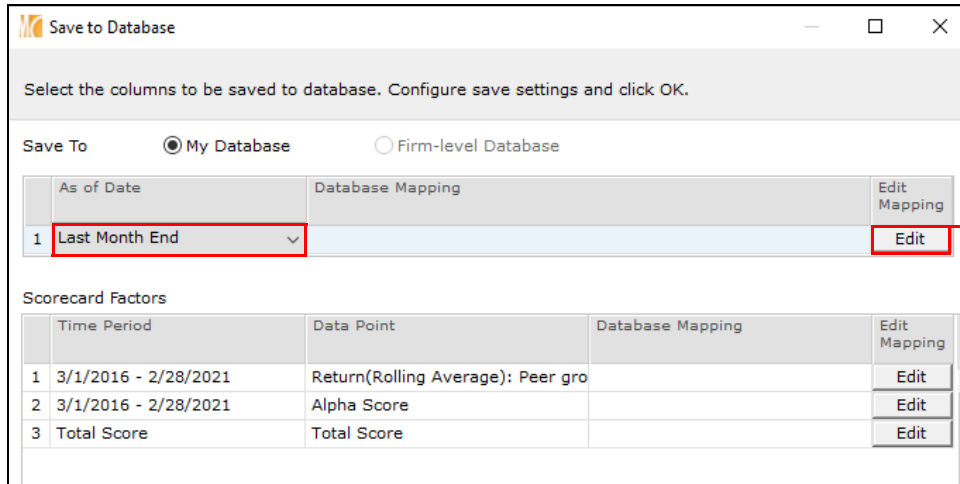 Save to Database
Select the columns to be saved to database. Configure save settings and click OK.
Save To My Database Firm-level Database
As of Date Database Mapping Edit Mapping
1 Last Month End Edit
Scorecard Factors
Time Period Data Point Database Mapping Edit Mapping
1 3/1/2016 - 2/28/2021 Return(Rolling Average): Peer gro Edit
2 3/1/2016 - 2/28/2021 Alpha Score Edit
3 Total Score Total Score Edit